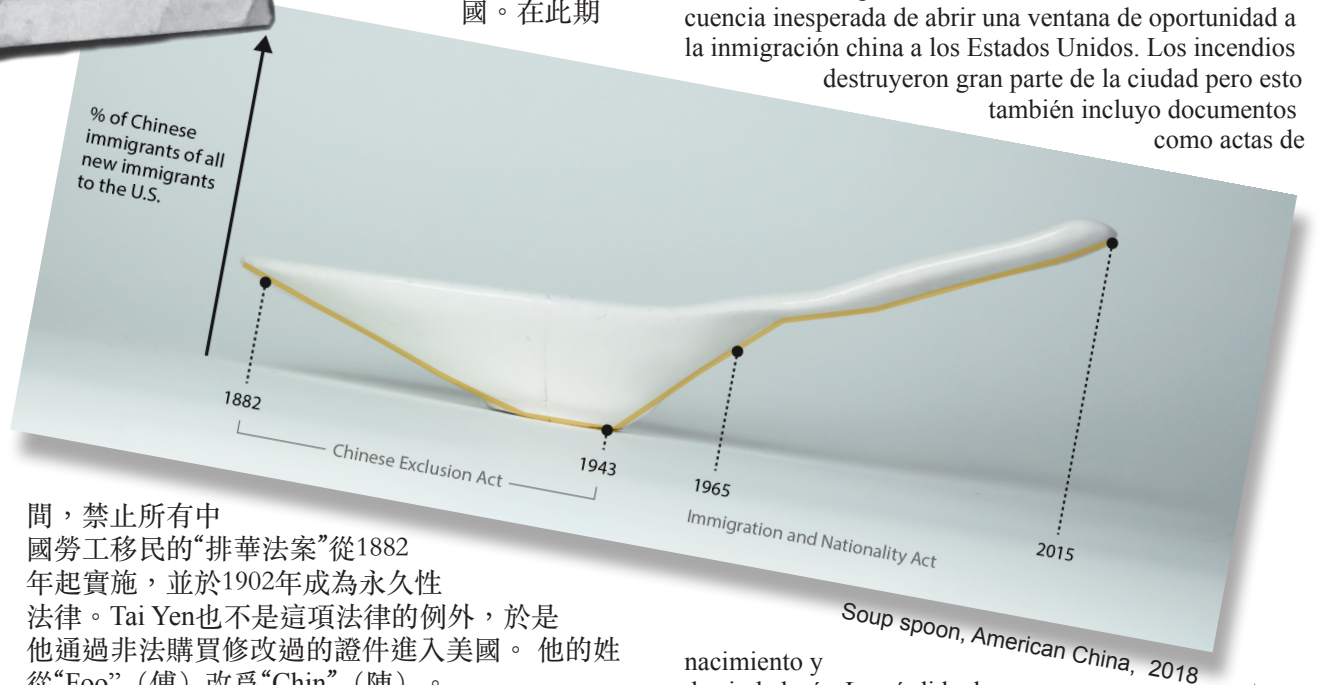 國。在此期
% of Chinese
immigrants of all
new immigrants
to the U.S.
1882
Chinese Exclusion Act
1943
1965
Immigration and Nationality Act
2015
Soup spoon, American China, 2018
間，禁止所有中
國勞工移民的“排華法案”從1882
年起實施，並於1902年成為永久性
法律。Tai Yen也不是這項法律的例外，於是
他通過非法購買修改過的證件進入美國。 他的姓
從“Foo”（傅）改爲“Chin”（陳）。
cuencia inesperada de abrir una ventana de oportunidad a
la inmigración china a los Estados Unidos. Los incendios
destruyeron gran parte de la ciudad pero esto
también incluyo documentos
como actas de
nacimiento y